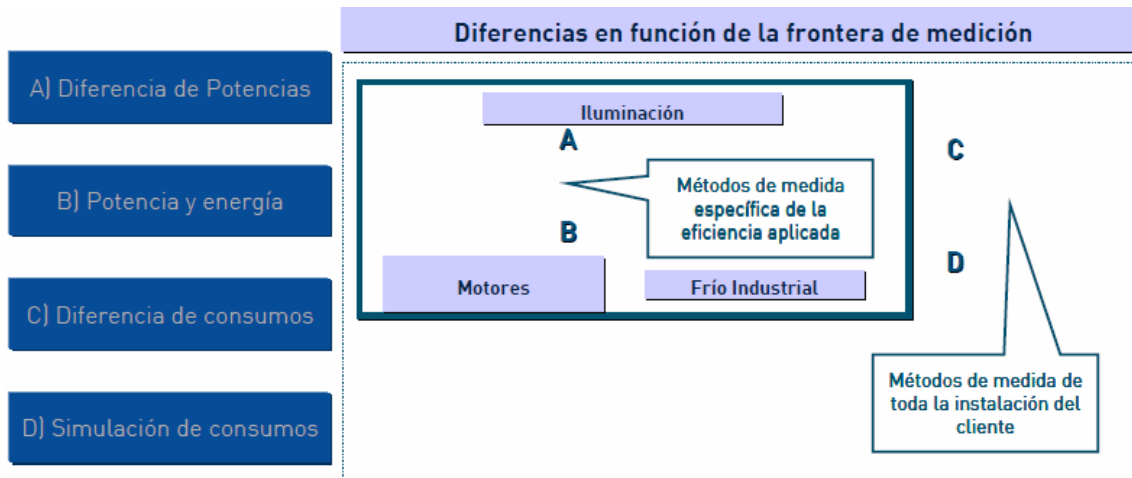 Diferencias en función de la frontera de medición
A) Diferencia de Potencias
B) Potencia y energía
C) Diferencia de consumos
D) Simulación de consumos
Iluminación
A
Métodos de medida
específica de la
eficiencia aplicada
B
Motores
Frío Industrial
C
D
Métodos de medida de
toda la instalación del
cliente